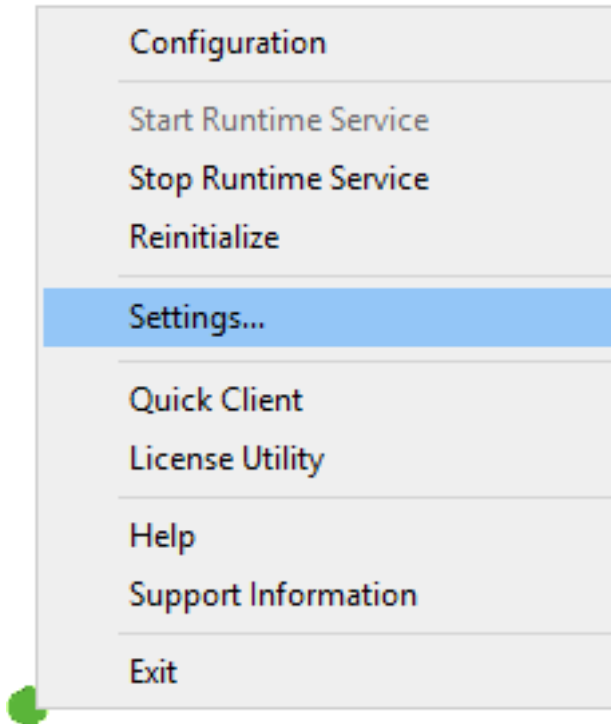 Configuration
Start Runtime Service
Stop Runtime Service
Reinitialize
Settings...
Quick Client
License Utility
Help
Support Information
Exit